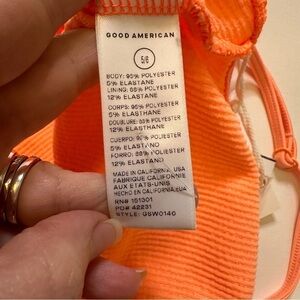 GOOD AMERICAN
5/6
BODY: 95% POLYESTER
5% ELASTANE
LINING: 88% POLYESTER
12% ELASTANE
CORPS: 95% POLYESTER
5% ELASTHANE
DOUBLURE: 88% POLYESTER
12% ELASTHANE
CUERPO: 95% POLIESTER
5% ELASTANO
FORRO: 88% POLIESTER
12% ELASTANO
MADE IN CALIFORNIA, USA
FABRIQUE CALIFORNIE
AUX ETATS-UNIS
HECHO EN CALIFORNIA, EUA
RN# 151301
PO# 42231
STYLE: GSW0140